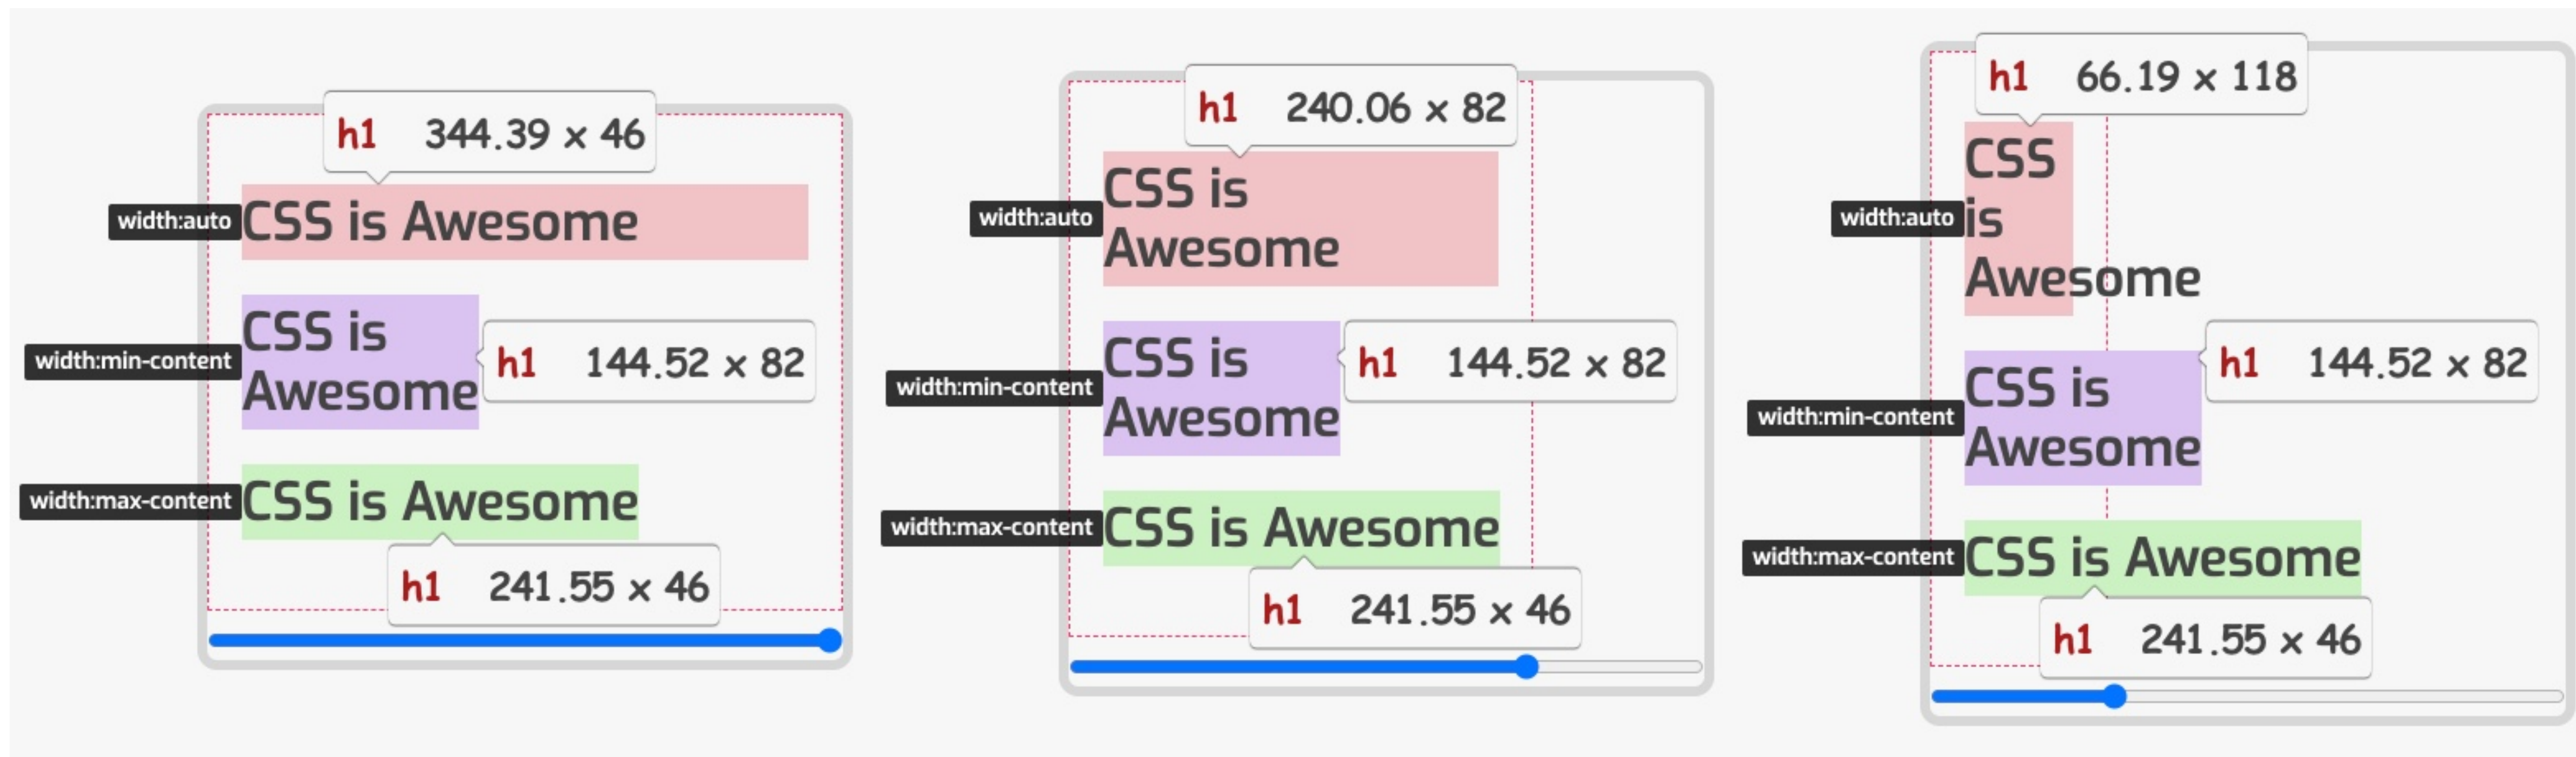 h1 344.39 x 46
width:auto
CSS is Awesome
width:min-content
CSS is
Awesome
h1 144.52 x 82
width:max-content
CSS is Awesome
h1 241.55 x 46
h1 240.06 x 82
width:auto
CSS is
Awesome
width:min-content
CSS is
Awesome
h1 144.52 x 82
width:max-content
CSS is Awesome
h1 241.55 x 46
h1 66.19 x 118
width:auto
CSS
is
Awesome
width:min-content
CSS is
Awesome
h1 144.52 x 82
width:max-content
CSS is Awesome
h1 241.55 x 46